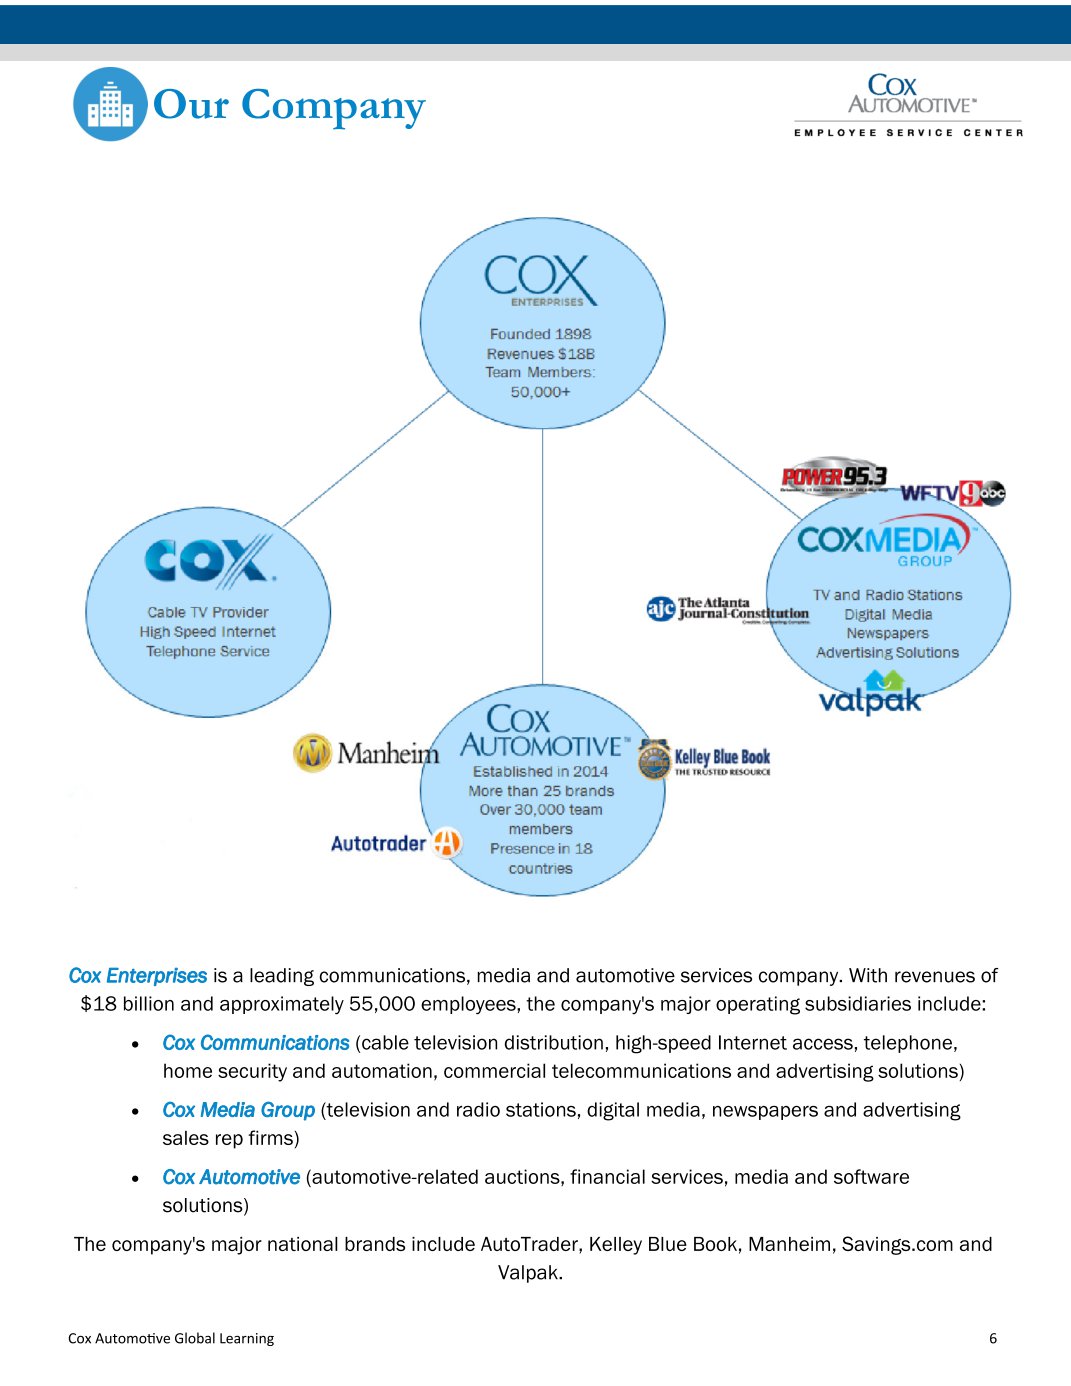 Our Company
COX
AUTOMOTIVE™
EMPLOYEE SERVICE CENTER
COX
ENTERPRISES
Founded 1898
Revenues $18B
Team Members:
50,000+
POWER 95.3
WFTV 9 abc
COX
Cable TV Provider
High Speed Internet
Telephone Service
COXMEDIA
GROUP
TV and Radio Stations
Digital Media
Newspapers
Advertising Solutions
ajc The Atlanta
Journal-Constitution
Credible. Compelling. Complete.
valpak
Manheim
COX
AUTOMOTIVE™
Established in 2014
More than 25 brands
Over 30,000 team
members
Presence in 18
countries
Kelley Blue Book
THE TRUSTED RESOURCE
Autotrader
Cox Enterprises is a leading communications, media and automotive services company. With revenues of
$18 billion and approximately 55,000 employees, the company's major operating subsidiaries include:
• Cox Communications (cable television distribution, high-speed Internet access, telephone,
home security and automation, commercial telecommunications and advertising solutions)
• Cox Media Group (television and radio stations, digital media, newspapers and advertising
sales rep firms)
• Cox Automotive (automotive-related auctions, financial services, media and software
solutions)
The company's major national brands include AutoTrader, Kelley Blue Book, Manheim, Savings.com and
Valpak.
Cox Automotive Global Learning
6